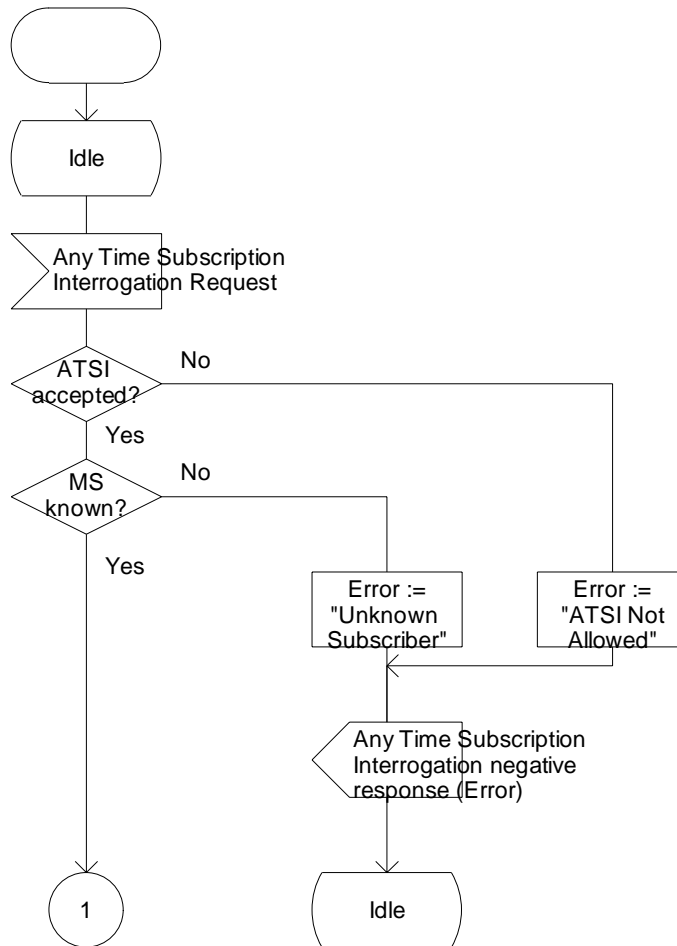 Idle
Any Time Subscription
Interrogation Request
ATSI
accepted?
No
Yes
MS
known?
No
Yes
Error :=
"Unknown
Subscriber"
Error :=
"ATSI Not
Allowed"
Any Time Subscription
Interrogation negative
response (Error)
1
Idle